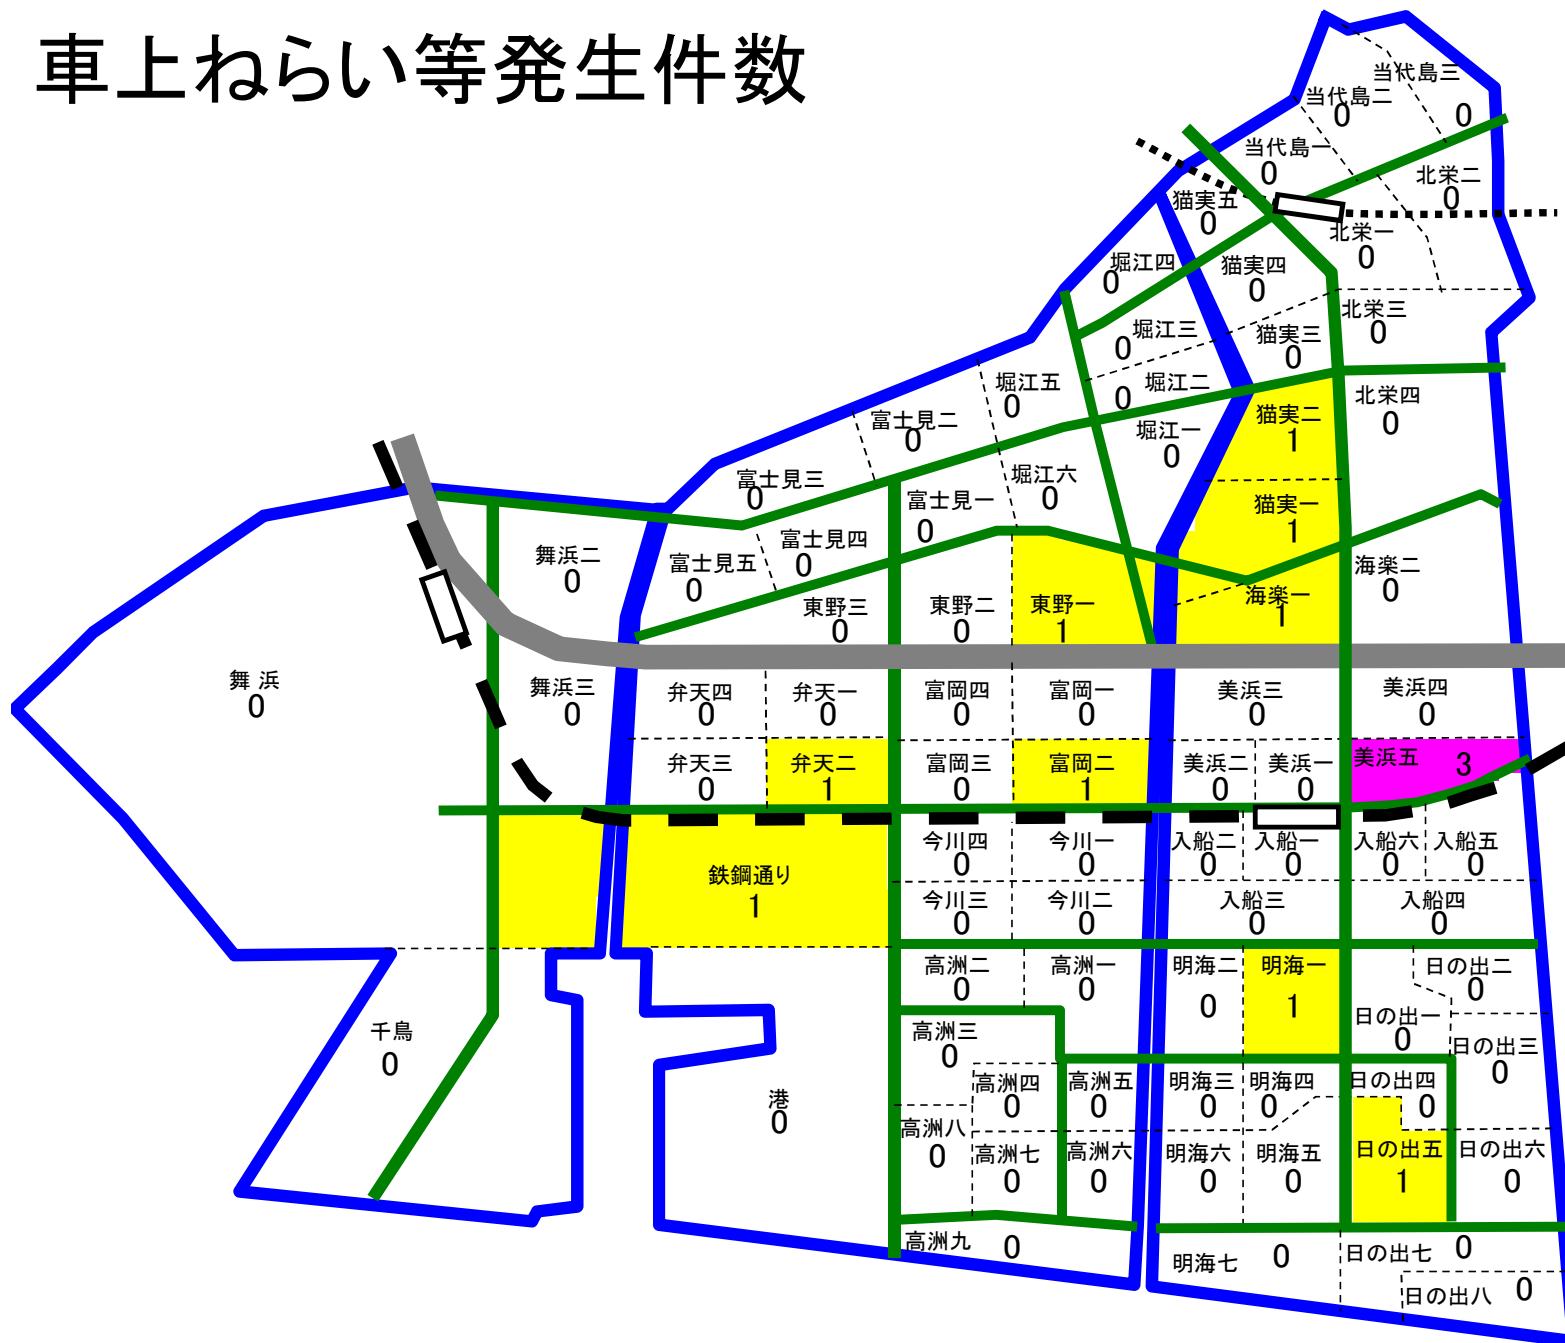 車上ねらい等発生件数
当代島三
0
当代島二
0
当代島一
0
北栄二
0
猫実五
0
北栄一
0
堀江四
0
猫実四
0
北栄三
0
堀江三
0
猫実三
0
堀江五
0
堀江二
0
北栄四
0
富士見二
0
猫実二
1
堀江一
0
富士見三
0
堀江六
0
富士見一
0
猫実一
1
富士見四
0
舞浜二
0
富士見五
0
海楽二
0
東野三
0
東野二
0
東野一
1
海楽一
1
舞 浜
0
舞浜三
0
弁天四
0
弁天一
0
富岡四
0
富岡一
0
美浜三
0
美浜四
0
弁天三
0
弁天二
1
富岡三
0
富岡二
1
美浜二
0
美浜一
0
美浜五
3
今川四
0
今川一
0
入船二
0
入船一
0
入船六
0
入船五
0
鉄鋼通り
1
今川三
0
今川二
0
入船三
0
入船四
0
高洲二
0
高洲一
0
明海二
0
明海一
1
日の出二
0
千鳥
0
高洲三
0
日の出一
0
日の出三
0
港
0
高洲四
0
高洲五
0
明海三
0
明海四
0
日の出四
0
高洲八
0
高洲七
0
高洲六
0
明海六
0
明海五
0
日の出五
1
日の出六
0
高洲九
0
明海七
0
日の出七
0
日の出八
0